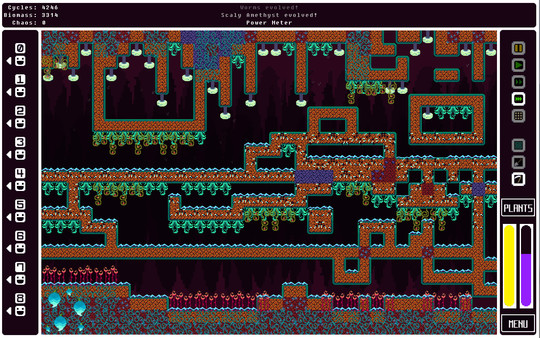 Cycles: 4246
Biomass: 3314
Chaos: 0
Worms evolved!
Scaly Amethyst evolved!
Power Meter
0
1
2
3
4
5
6
7
8
PLANTS
MENU